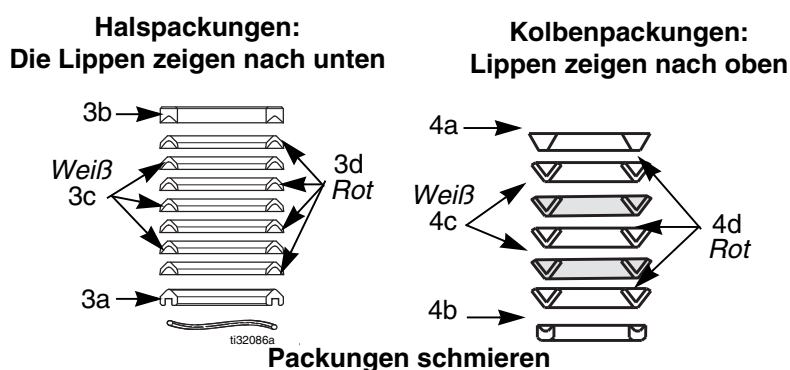 Halspackungen:
Die Lippen zeigen nach unten
3b
Weiß
3c
3d
Rot
3a
ti32086a
Kolbenpackungen:
Lippen zeigen nach oben
4a
Weiß
4c
4d
Rot
4b
Packungen schmieren